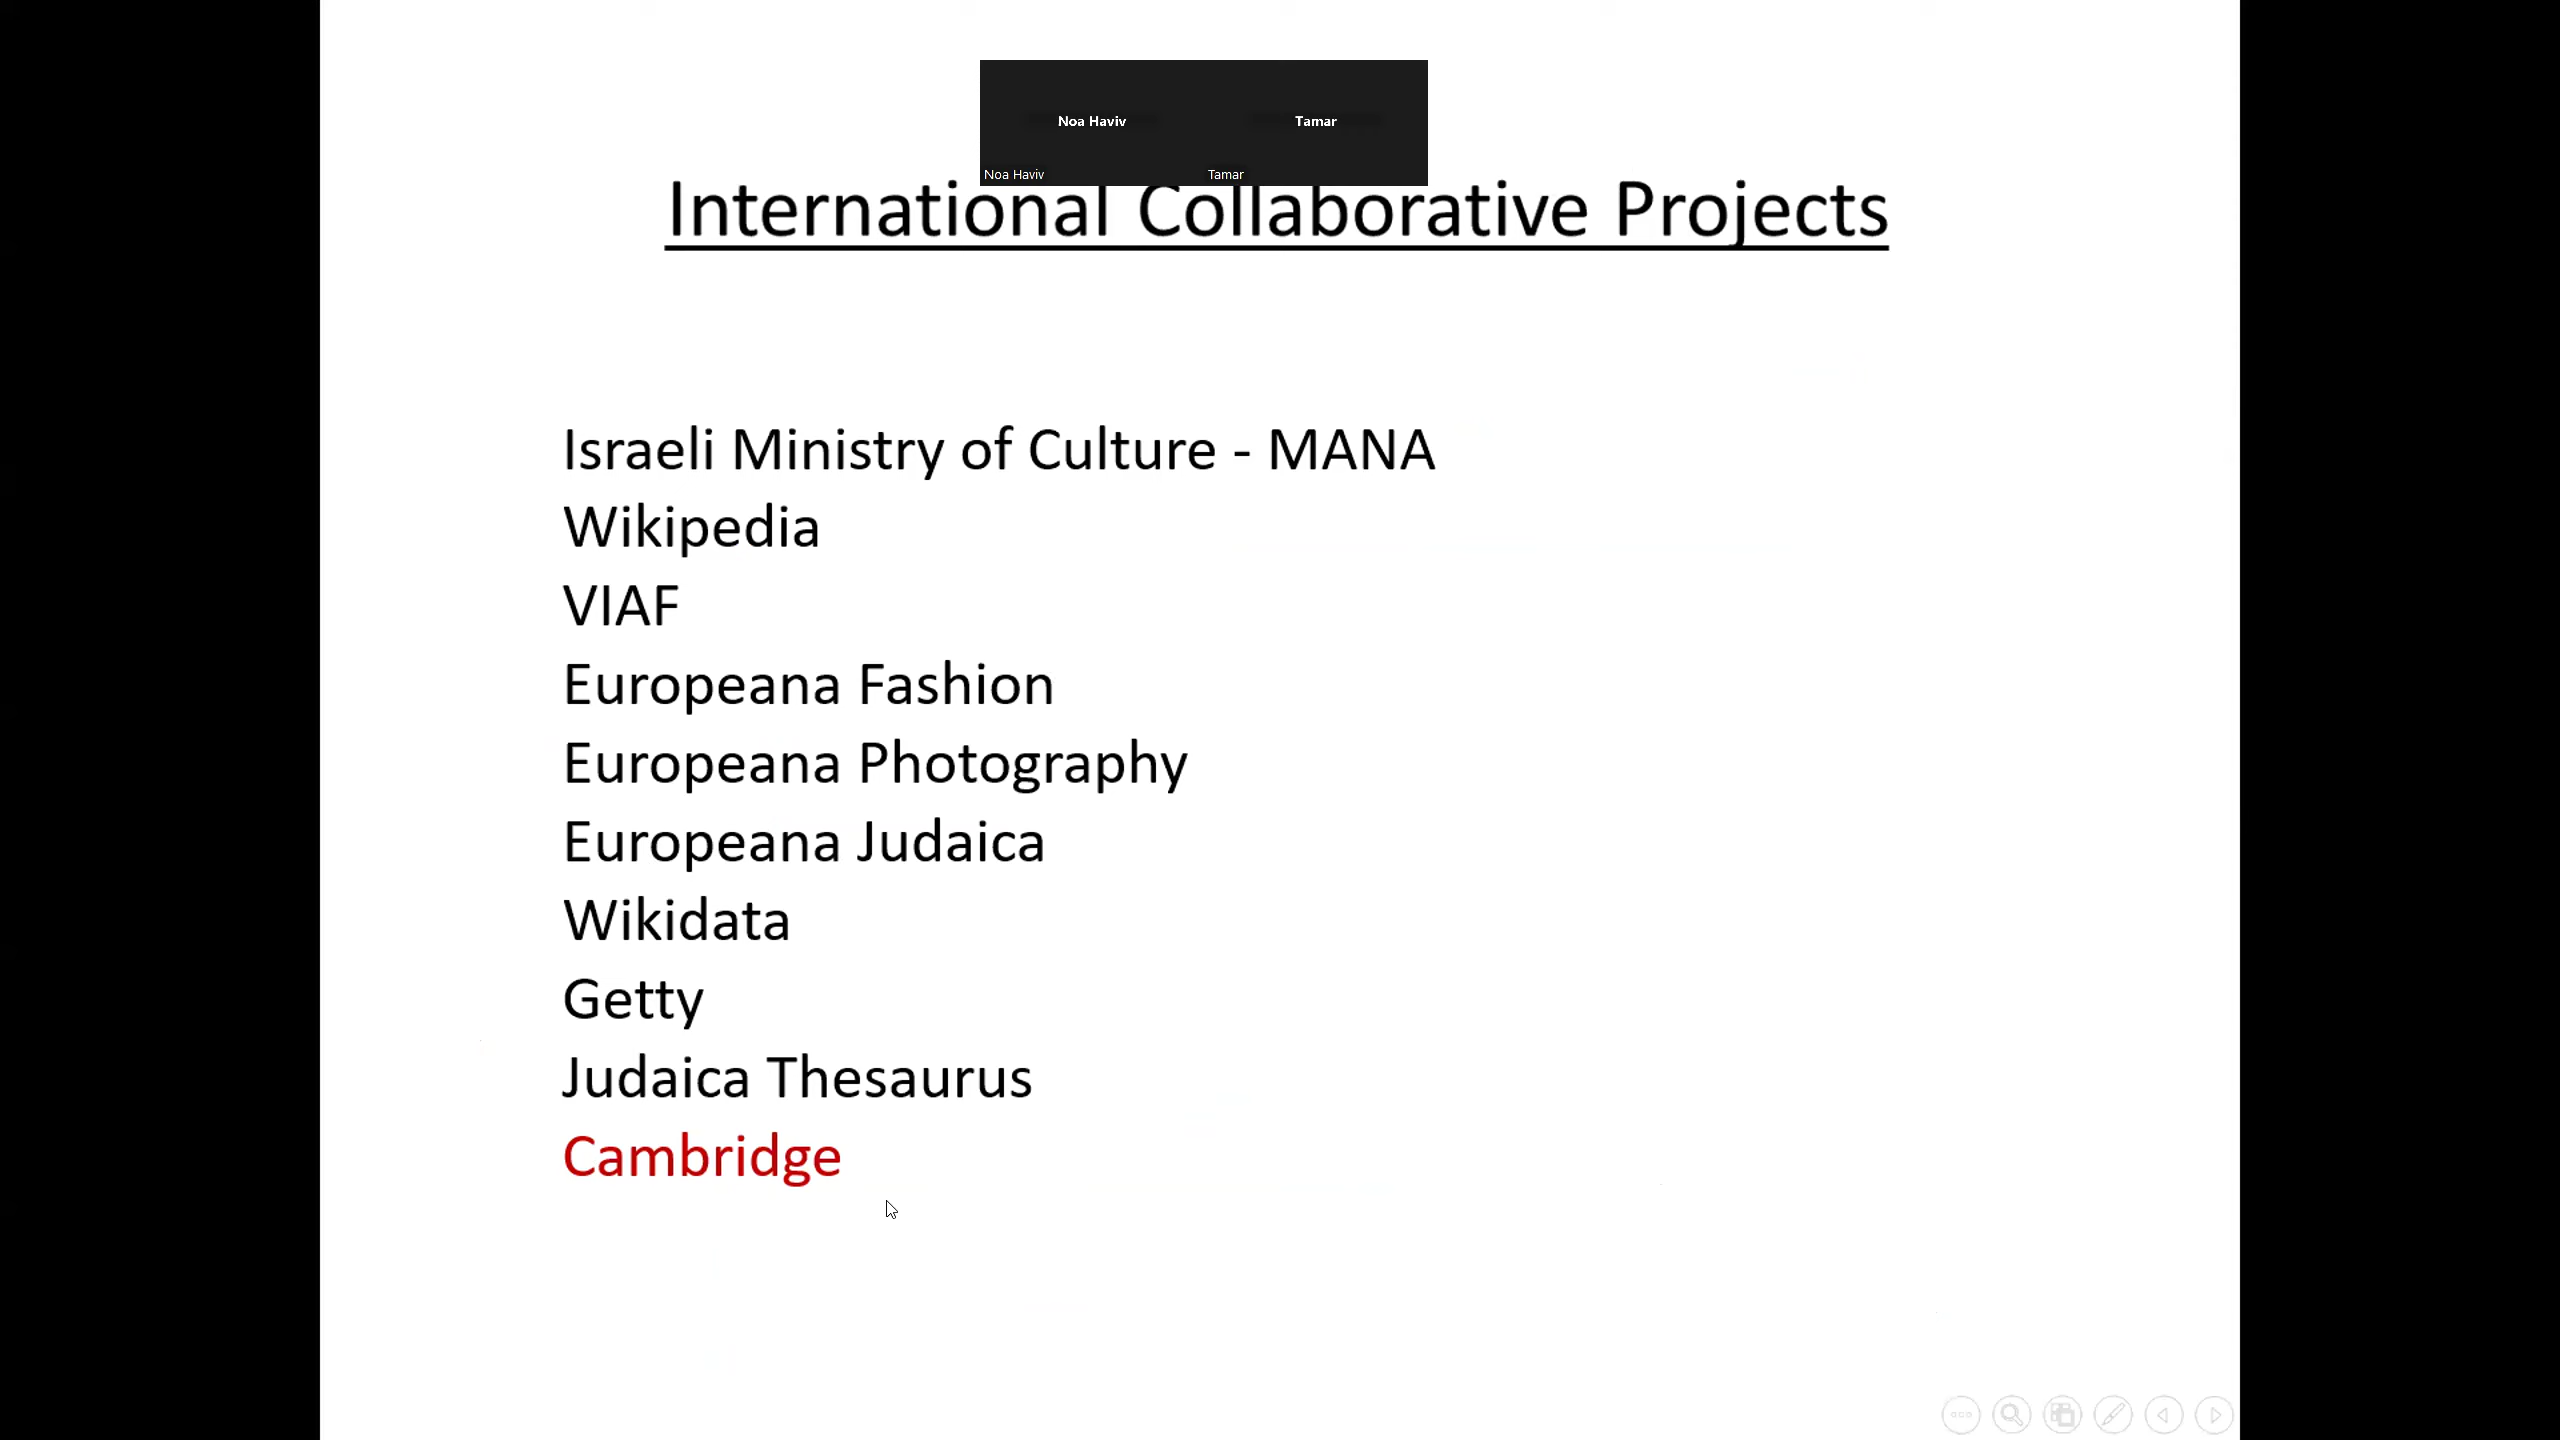 Noa Haviv
Tamar
Noa Haviv
Tamar
International Collaborative Projects
Israeli Ministry of Culture - MANA
Wikipedia
VIAF
Europeana Fashion
Europeana Photography
Europeana Judaica
Wikidata
Getty
Judaica Thesaurus
Cambridge